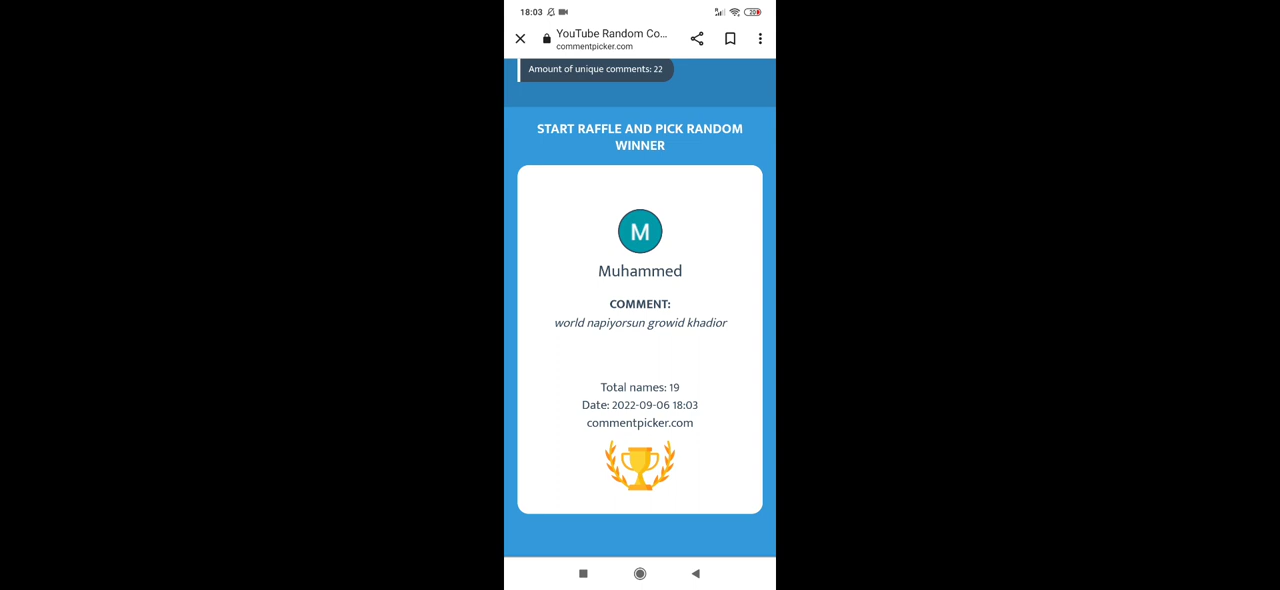 18:03
20
YouTube Random Co...
commentpicker.com
Amount of unique comments: 22
START RAFFLE AND PICK RANDOM
WINNER
M
Muhammed
COMMENT:
world napiyorsun growid khadior
Total names: 19
Date: 2022-09-06 18:03
commentpicker.com